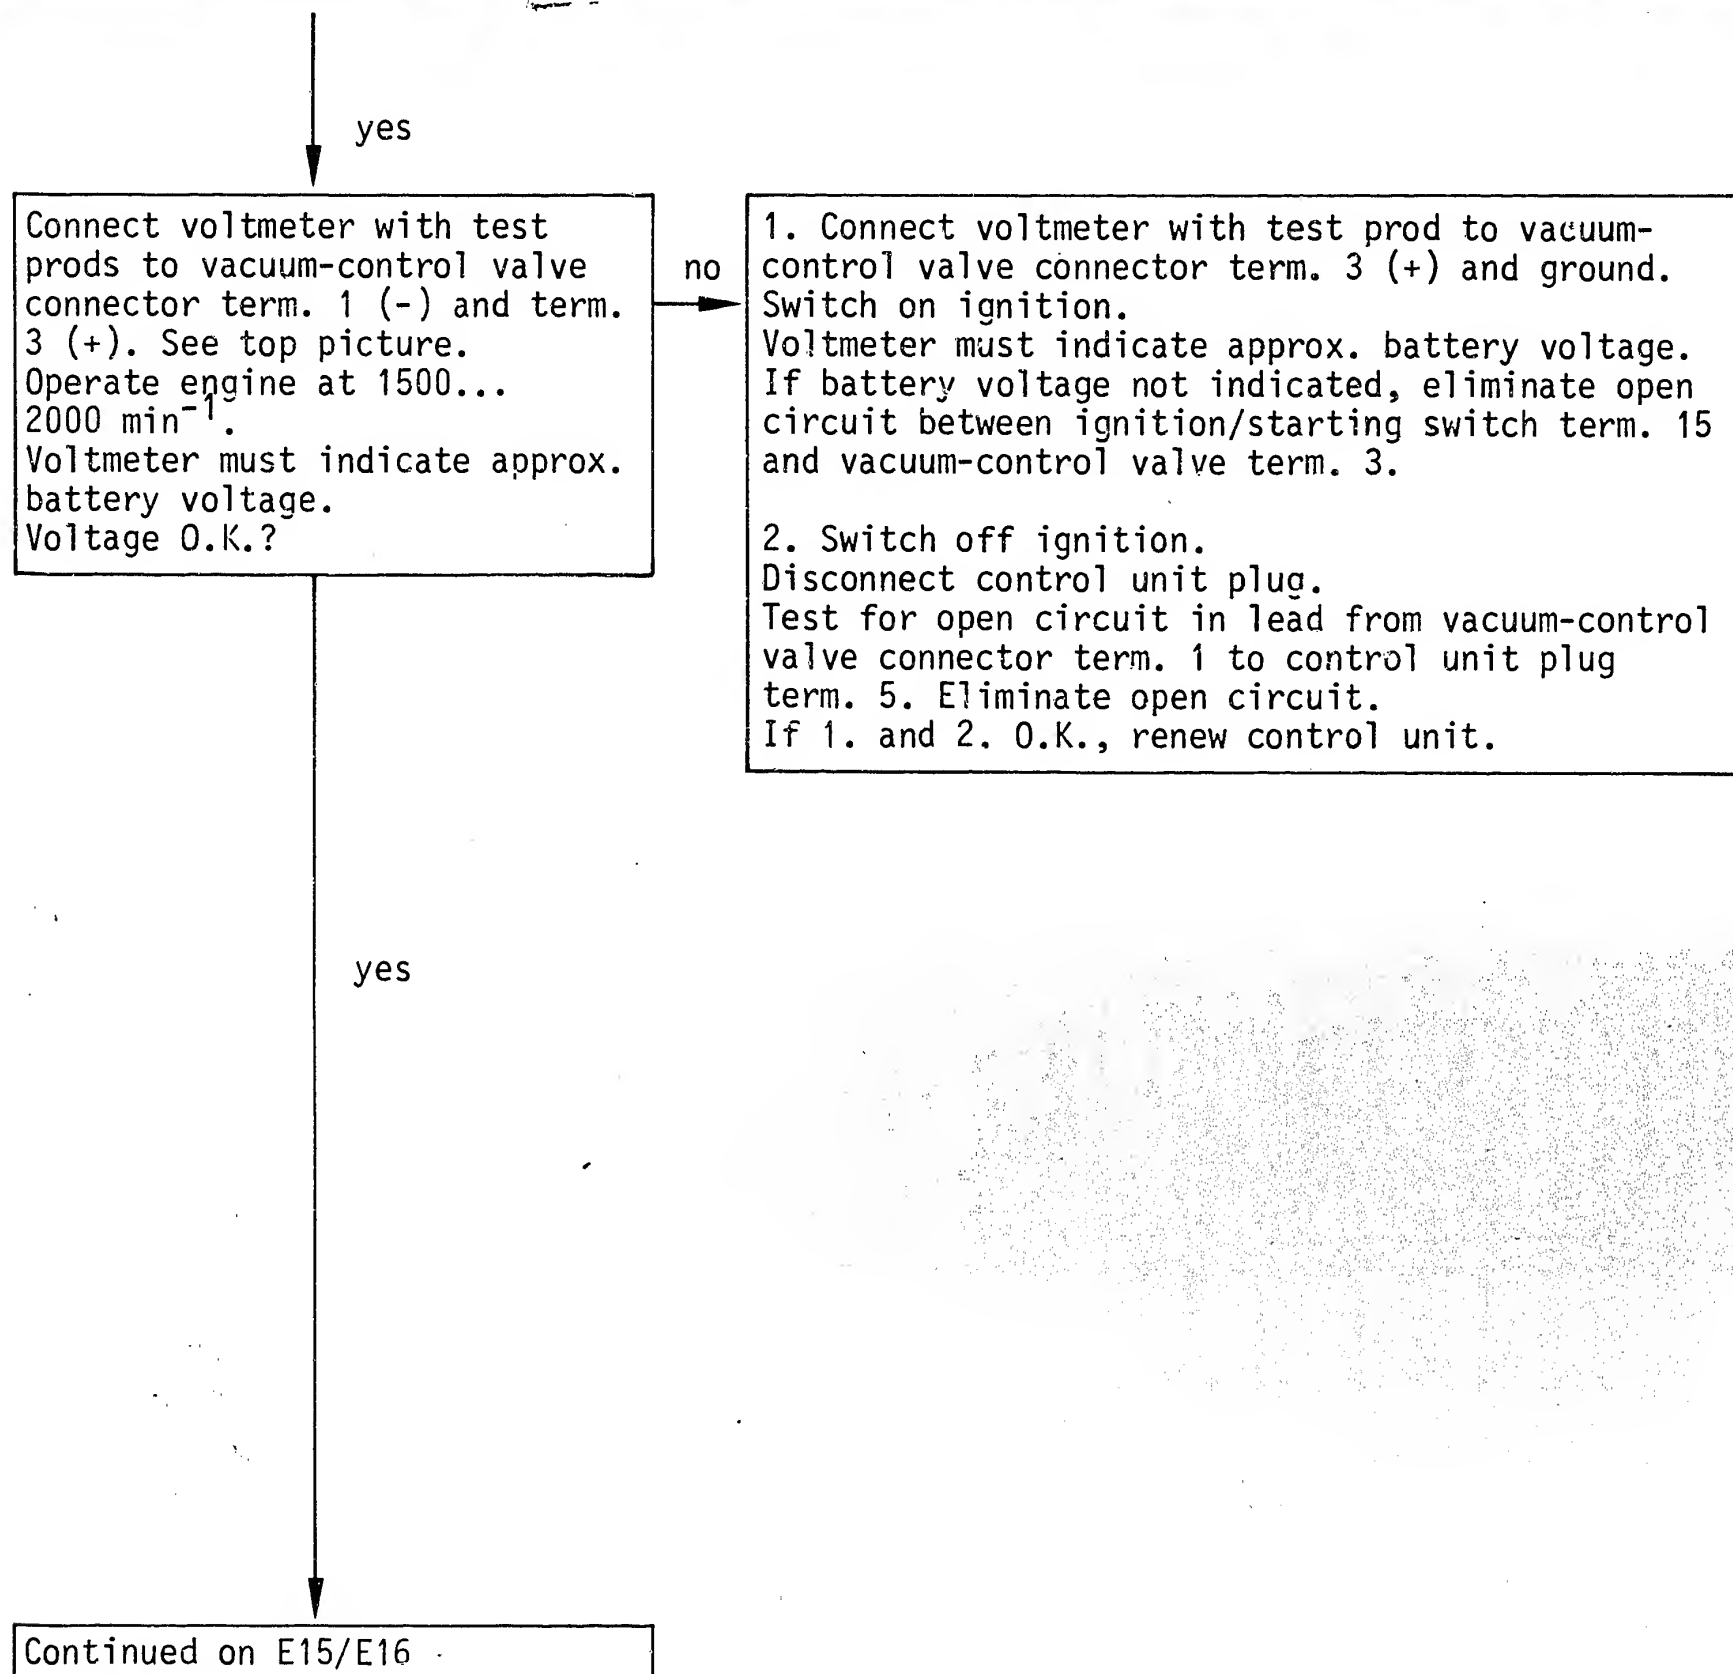 yes
Connect voltmeter with test
prods to vacuum-control valve
connector term. 1 (-) and term.
3 (+). See top picture.
Operate engine at 1500...
2000 min⁻¹.
Voltmeter must indicate approx.
battery voltage.
Voltage O.K.?
no
1. Connect voltmeter with test prod to vacuum-
control valve connector term. 3 (+) and ground.
Switch on ignition.
Voltmeter must indicate approx. battery voltage.
If battery voltage not indicated, eliminate open
circuit between ignition/starting switch term. 15
and vacuum-control valve term. 3.
2. Switch off ignition.
Disconnect control unit plug.
Test for open circuit in lead from vacuum-control
valve connector term. 1 to control unit plug
term. 5. Eliminate open circuit.
If 1. and 2. O.K., renew control unit.
yes
Continued on E15/E16